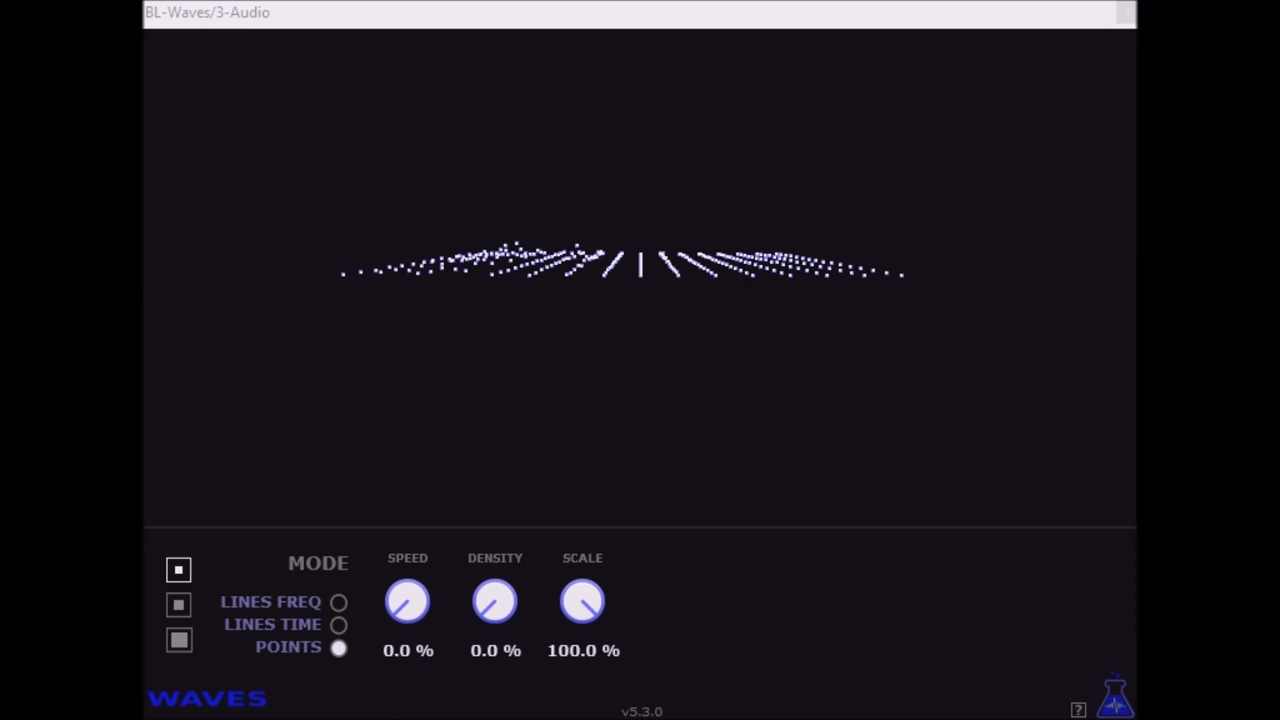 BL-Waves/3-Audio
x
MODE
LINES FREQ
LINES TIME
POINTS
SPEED
0.0 %
DENSITY
0.0 %
SCALE
100.0 %
WAVES
v5.3.0
?